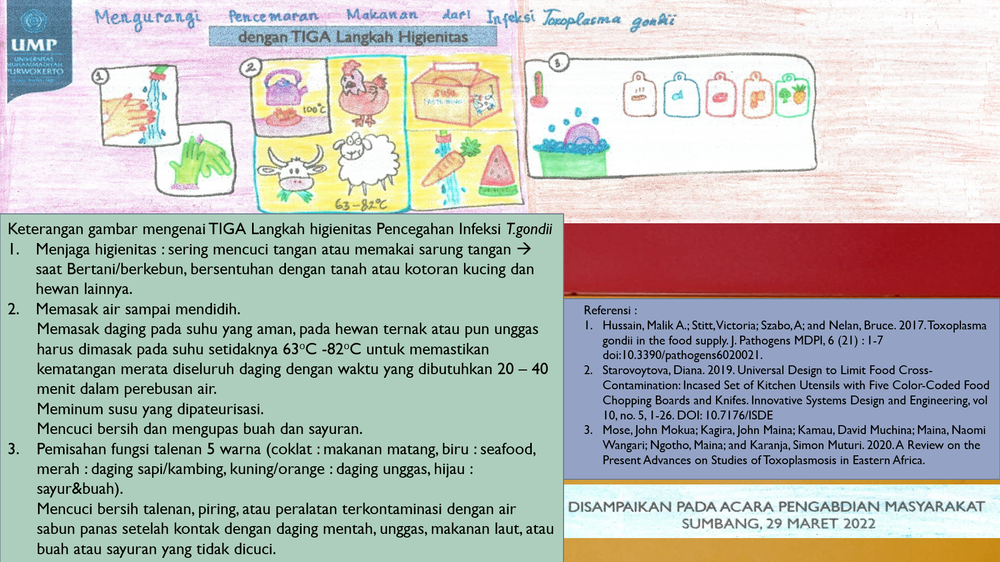 Mengurangi Pencemaran Makanan dari Infeksi Toxoplasma gondii
dengan TIGA Langkah Higienitas
UMP
UNIVERSITAS
MUHAMMADIYAH
PURWOKERTO
1
2
100°C
SUSU
63-82°C
3
Keterangan gambar mengenai TIGA Langkah higienitas Pencegahan Infeksi T.gondii
1. Menjaga higienitas : sering mencuci tangan atau memakai sarung tangan →
saat Bertani/berkebun, bersentuhan dengan tanah atau kotoran kucing dan
hewan lainnya.
2. Memasak air sampai mendidih.
Memasak daging pada suhu yang aman, pada hewan ternak atau pun unggas
harus dimasak pada suhu setidaknya 63°C -82°C untuk memastikan
kematangan merata diseluruh daging dengan waktu yang dibutuhkan 20 – 40
menit dalam perebusan air.
Meminum susu yang dipateurisasi.
Mencuci bersih dan mengupas buah dan sayuran.
3. Pemisahan fungsi talenan 5 warna (coklat : makanan matang, biru : seafood,
merah : daging sapi/kambing, kuning/orange : daging unggas, hijau :
sayur&buah).
Mencuci bersih talenan, piring, atau peralatan terkontaminasi dengan air
sabun panas setelah kontak dengan daging mentah, unggas, makanan laut, atau
buah atau sayuran yang tidak dicuci.
Referensi :
1. Hussain, Malik A.; Stitt, Victoria; Szabo, A; and Nelan, Bruce. 2017. Toxoplasma
gondii in the food supply. J. Pathogens MDPI, 6 (21) : 1-7
doi:10.3390/pathogens6020021.
2. Starovoytova, Diana. 2019. Universal Design to Limit Food Cross-
Contamination: Incased Set of Kitchen Utensils with Five Color-Coded Food
Chopping Boards and Knifes. Innovative Systems Design and Engineering, vol
10, no. 5, 1-26. DOI: 10.7176/ISDE
3. Mose, John Mokua; Kagira, John Maina; Kamau, David Muchina; Maina, Naomi
Wangari; Ngotho, Maina; and Karanja, Simon Muturi. 2020. A Review on the
Present Advances on Studies of Toxoplasmosis in Eastern Africa.
DISAMPAIKAN PADA ACARA PENGABDIAN MASYARAKAT
SUMBANG, 29 MARET 2022